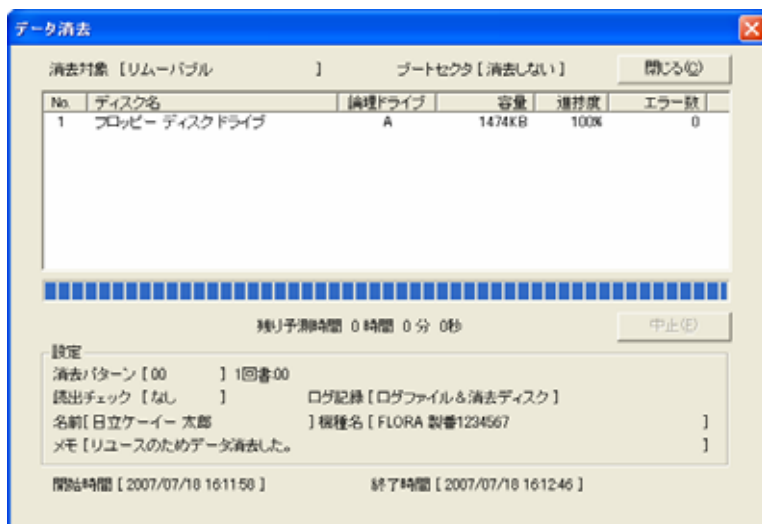 データ消去
消去対象 [リムーバブル ] ブートセクタ [消去しない] 閉じる(C)
No. ディスク名 論理ドライブ 容量 進捗度 エラー数
1 フロッピー ディスクドライブ A 1474KB 100% 0
残り予測時間 0時間 0分 0秒 中止(E)
設定
消去パターン [00 ] 1回書:00
読出チェック [なし ] ログ記録 [ログファイル&消去ディスク]
名前[日立ケーイー 太郎 ] 機種名 [FLORA 製番1234567 ]
メモ [リユースのためデータ消去した。 ]
開始時間 [2007/07/18 16:11:58] 終了時間 [2007/07/18 16:12:46]